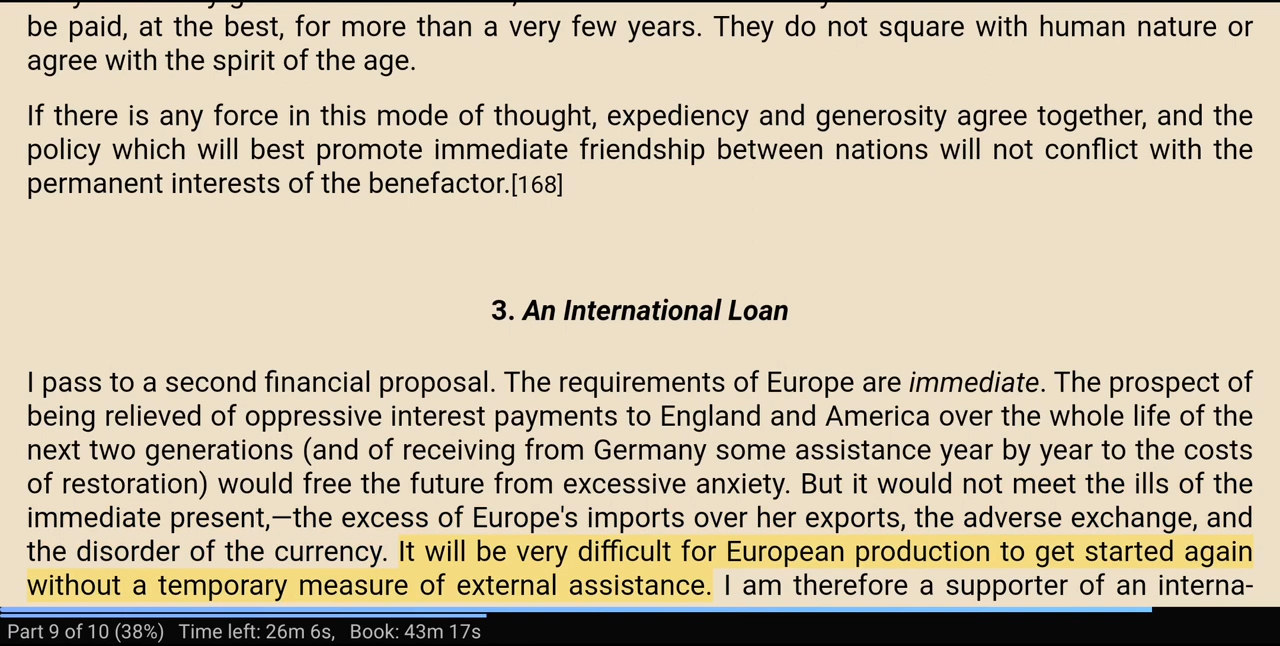 be paid, at the best, for more than a very few years. They do not square with human nature or
agree with the spirit of the age.
If there is any force in this mode of thought, expediency and generosity agree together, and the
policy which will best promote immediate friendship between nations will not conflict with the
permanent interests of the benefactor.[168]
3. An International Loan
I pass to a second financial proposal. The requirements of Europe are immediate. The prospect of
being relieved of oppressive interest payments to England and America over the whole life of the
next two generations (and of receiving from Germany some assistance year by year to the costs
of restoration) would free the future from excessive anxiety. But it would not meet the ills of the
immediate present,—the excess of Europe's imports over her exports, the adverse exchange, and
the disorder of the currency. It will be very difficult for European production to get started again
without a temporary measure of external assistance. I am therefore a supporter of an interna-
Part 9 of 10 (38%) Time left: 26m 6s, Book: 43m 17s